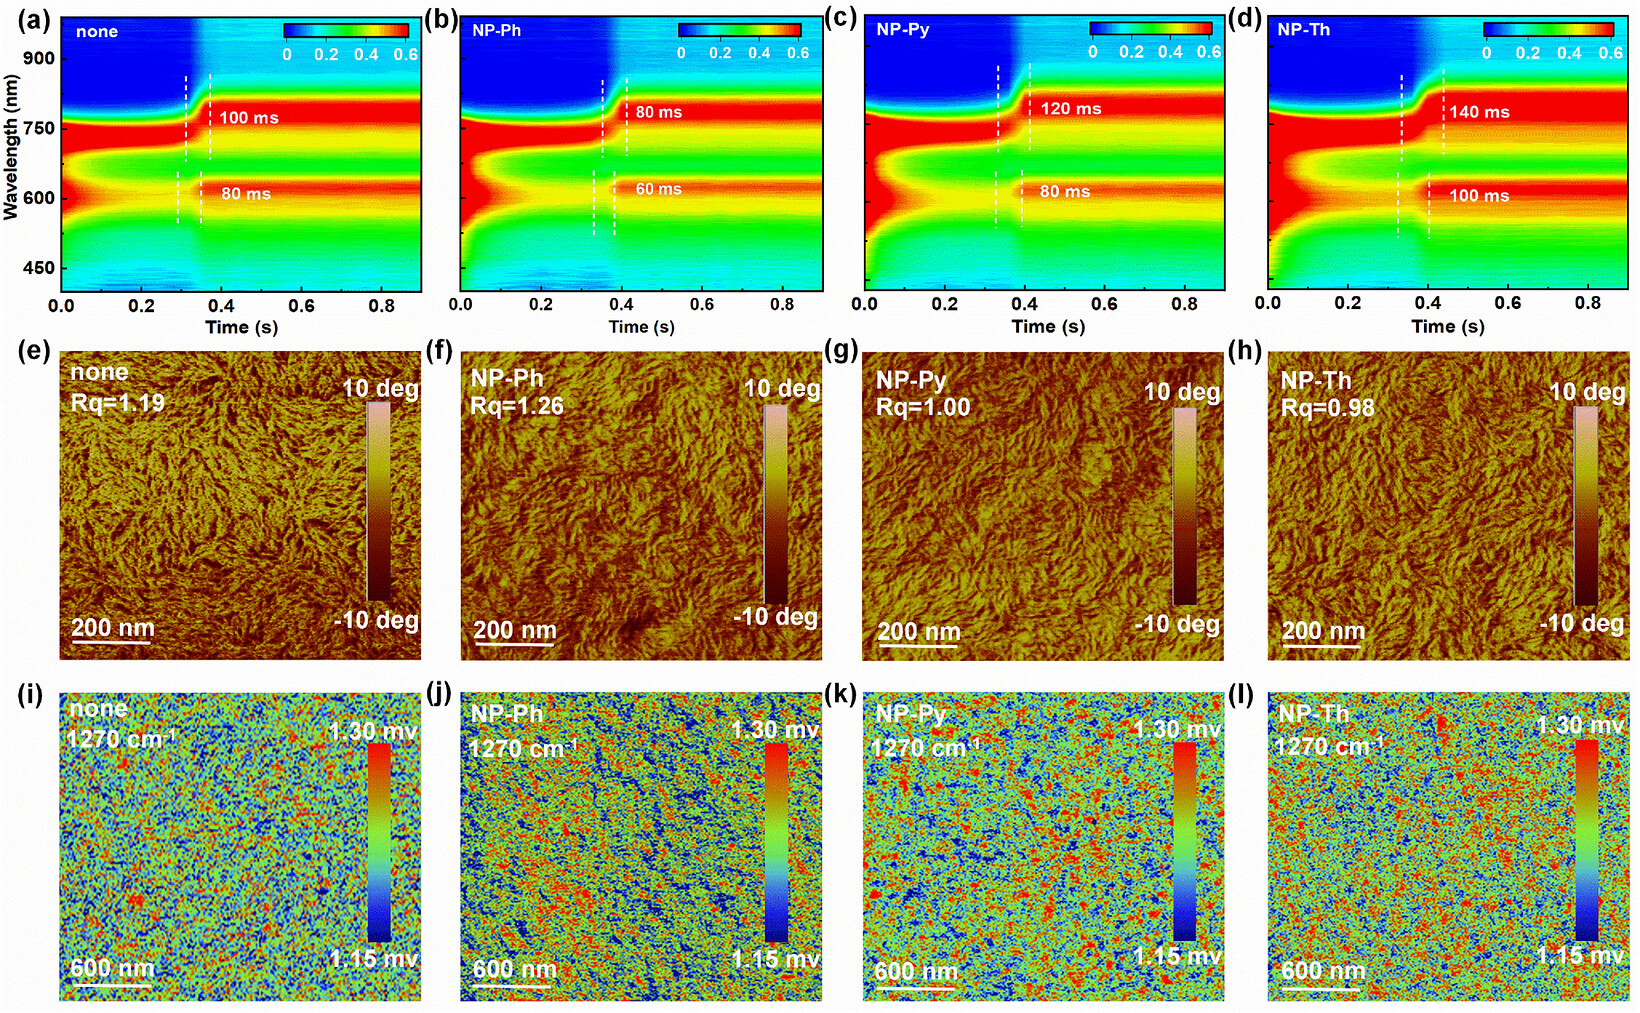 (a)
none
0 0.2 0.4 0.6
900
750
600
450
Wavelength (nm)
100 ms
80 ms
0.0 0.2 0.4 0.6 0.8
Time (s)
(b)
NP-Ph
0 0.2 0.4 0.6
80 ms
60 ms
0.0 0.2 0.4 0.6 0.8
Time (s)
(c)
NP-Py
0 0.2 0.4 0.6
120 ms
80 ms
0.0 0.2 0.4 0.6 0.8
Time (s)
(d)
NP-Th
0 0.2 0.4 0.6
140 ms
100 ms
0.0 0.2 0.4 0.6 0.8
Time (s)
(e)
none
Rq=1.19
10 deg
-10 deg
200 nm
(f)
NP-Ph
Rq=1.26
10 deg
-10 deg
200 nm
(g)
NP-Py
Rq=1.00
10 deg
-10 deg
200 nm
(h)
NP-Th
Rq=0.98
10 deg
-10 deg
200 nm
(i)
none
1270 cm-1
1.30 mv
1.15 mv
600 nm
(j)
NP-Ph
1270 cm-1
1.30 mv
1.15 mv
600 nm
(k)
NP-Py
1270 cm-1
1.30 mv
1.15 mv
600 nm
(l)
NP-Th
1270 cm-1
1.30 mv
1.15 mv
600 nm